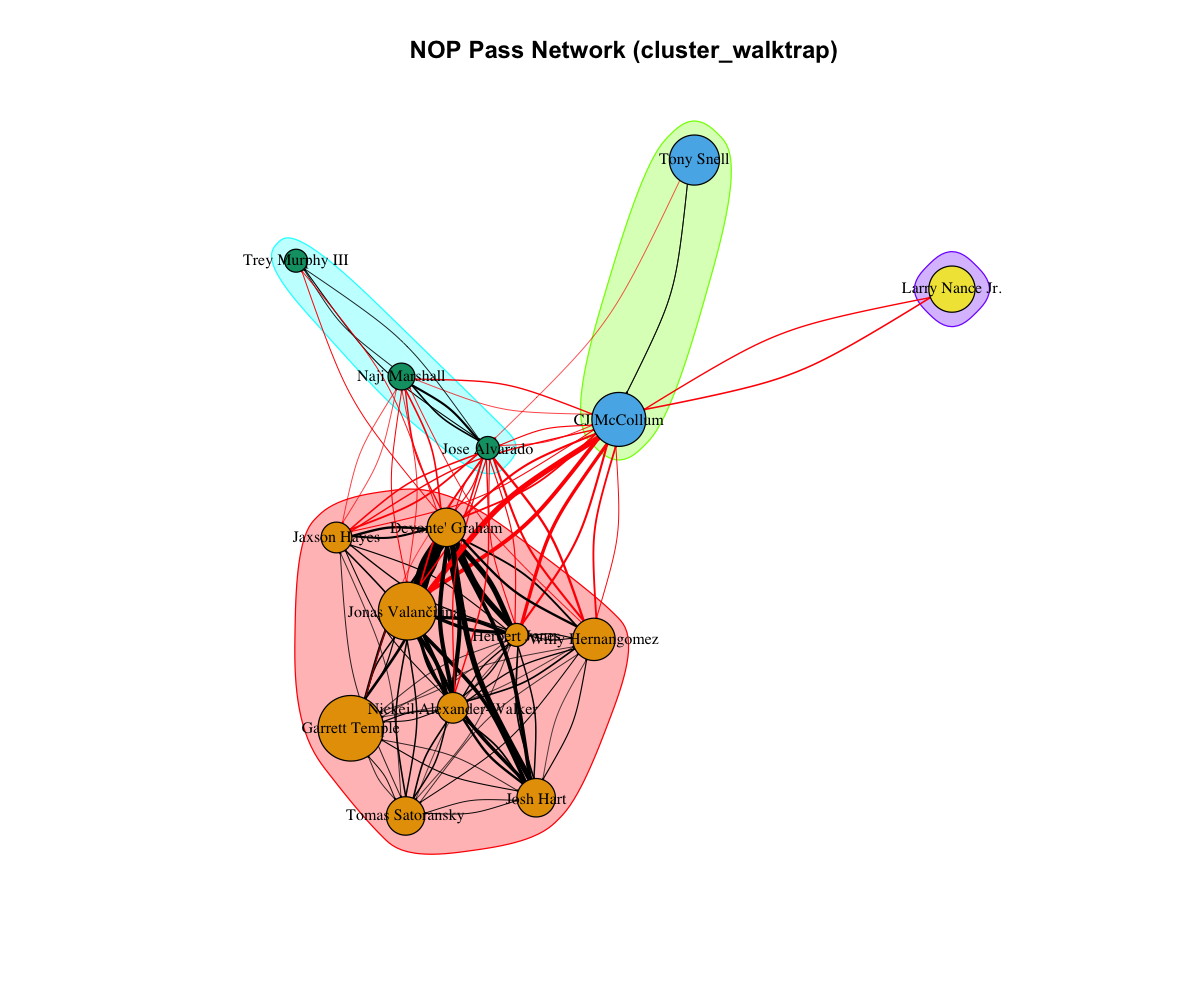 NOP Pass Network (cluster_walktrap)
Tony Snell
Trey Murphy III
Larry Nance Jr.
Naji Marshall
CJ McCollum
Jose Alvarado
Devonte' Graham
Jaxson Hayes
Jonas
Herbert Jones
Willy Hernangomez
Nickeil Alexander-Walker
Garrett Temple
Josh Hart
Tomas Satoransky